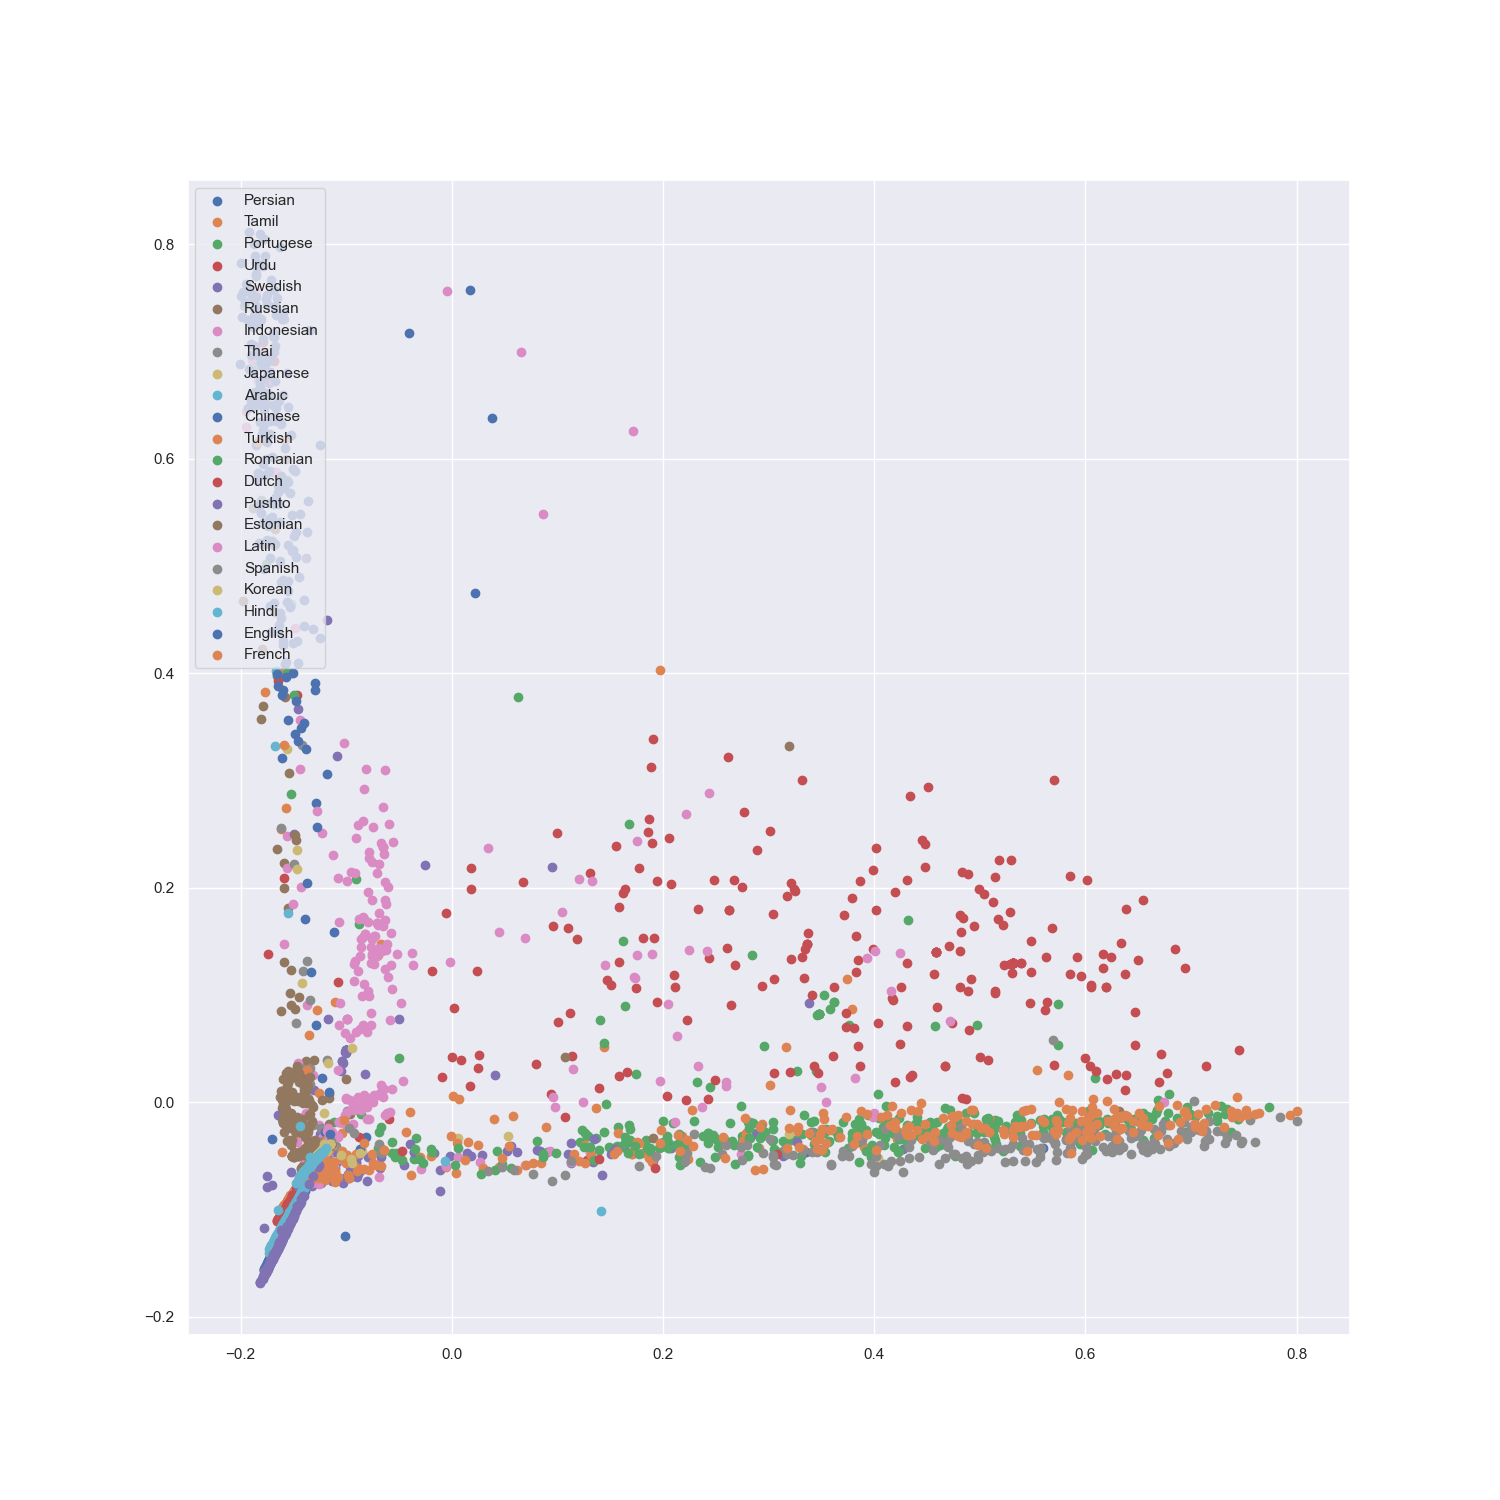 Persian
Tamil
Portugese
Urdu
Swedish
Russian
Indonesian
Thai
Japanese
Arabic
Chinese
Turkish
Romanian
Dutch
Pushto
Estonian
Latin
Spanish
Korean
Hindi
English
French
0.8
0.6
0.4
0.2
0.0
−0.2
−0.2 0.0 0.2 0.4 0.6 0.8